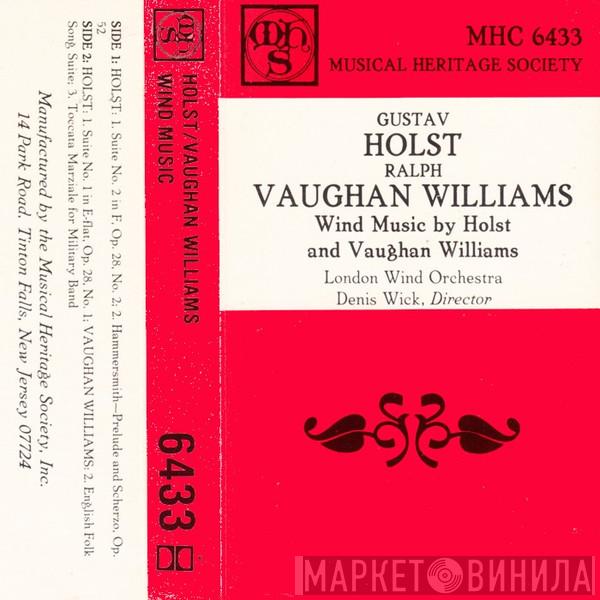 SIDE 1: HOLST: 1. Suite No. 2 in F, Op. 28, No. 2; 2. Hammersmith—Prelude and Scherzo, Op.
52
SIDE 2: HOLST: 1. Suite No. 1 in E-flat, Op. 28, No. 1; VAUGHAN WILLIAMS: 2. English Folk
Song Suite; 3. Toccata Marziale for Military Band
Manufactured by the Musical Heritage Society, Inc.
14 Park Road, Tinton Falls, New Jersey 07724
mhs
HOLST/VAUGHAN WILLIAMS
WIND MUSIC
6433
mhs
MHC 6433
MUSICAL HERITAGE SOCIETY
GUSTAV
HOLST
RALPH
VAUGHAN WILLIAMS
Wind Music by Holst
and Vaughan Williams
London Wind Orchestra
Denis Wick, Director
МАРКЕТ ВИНИЛА